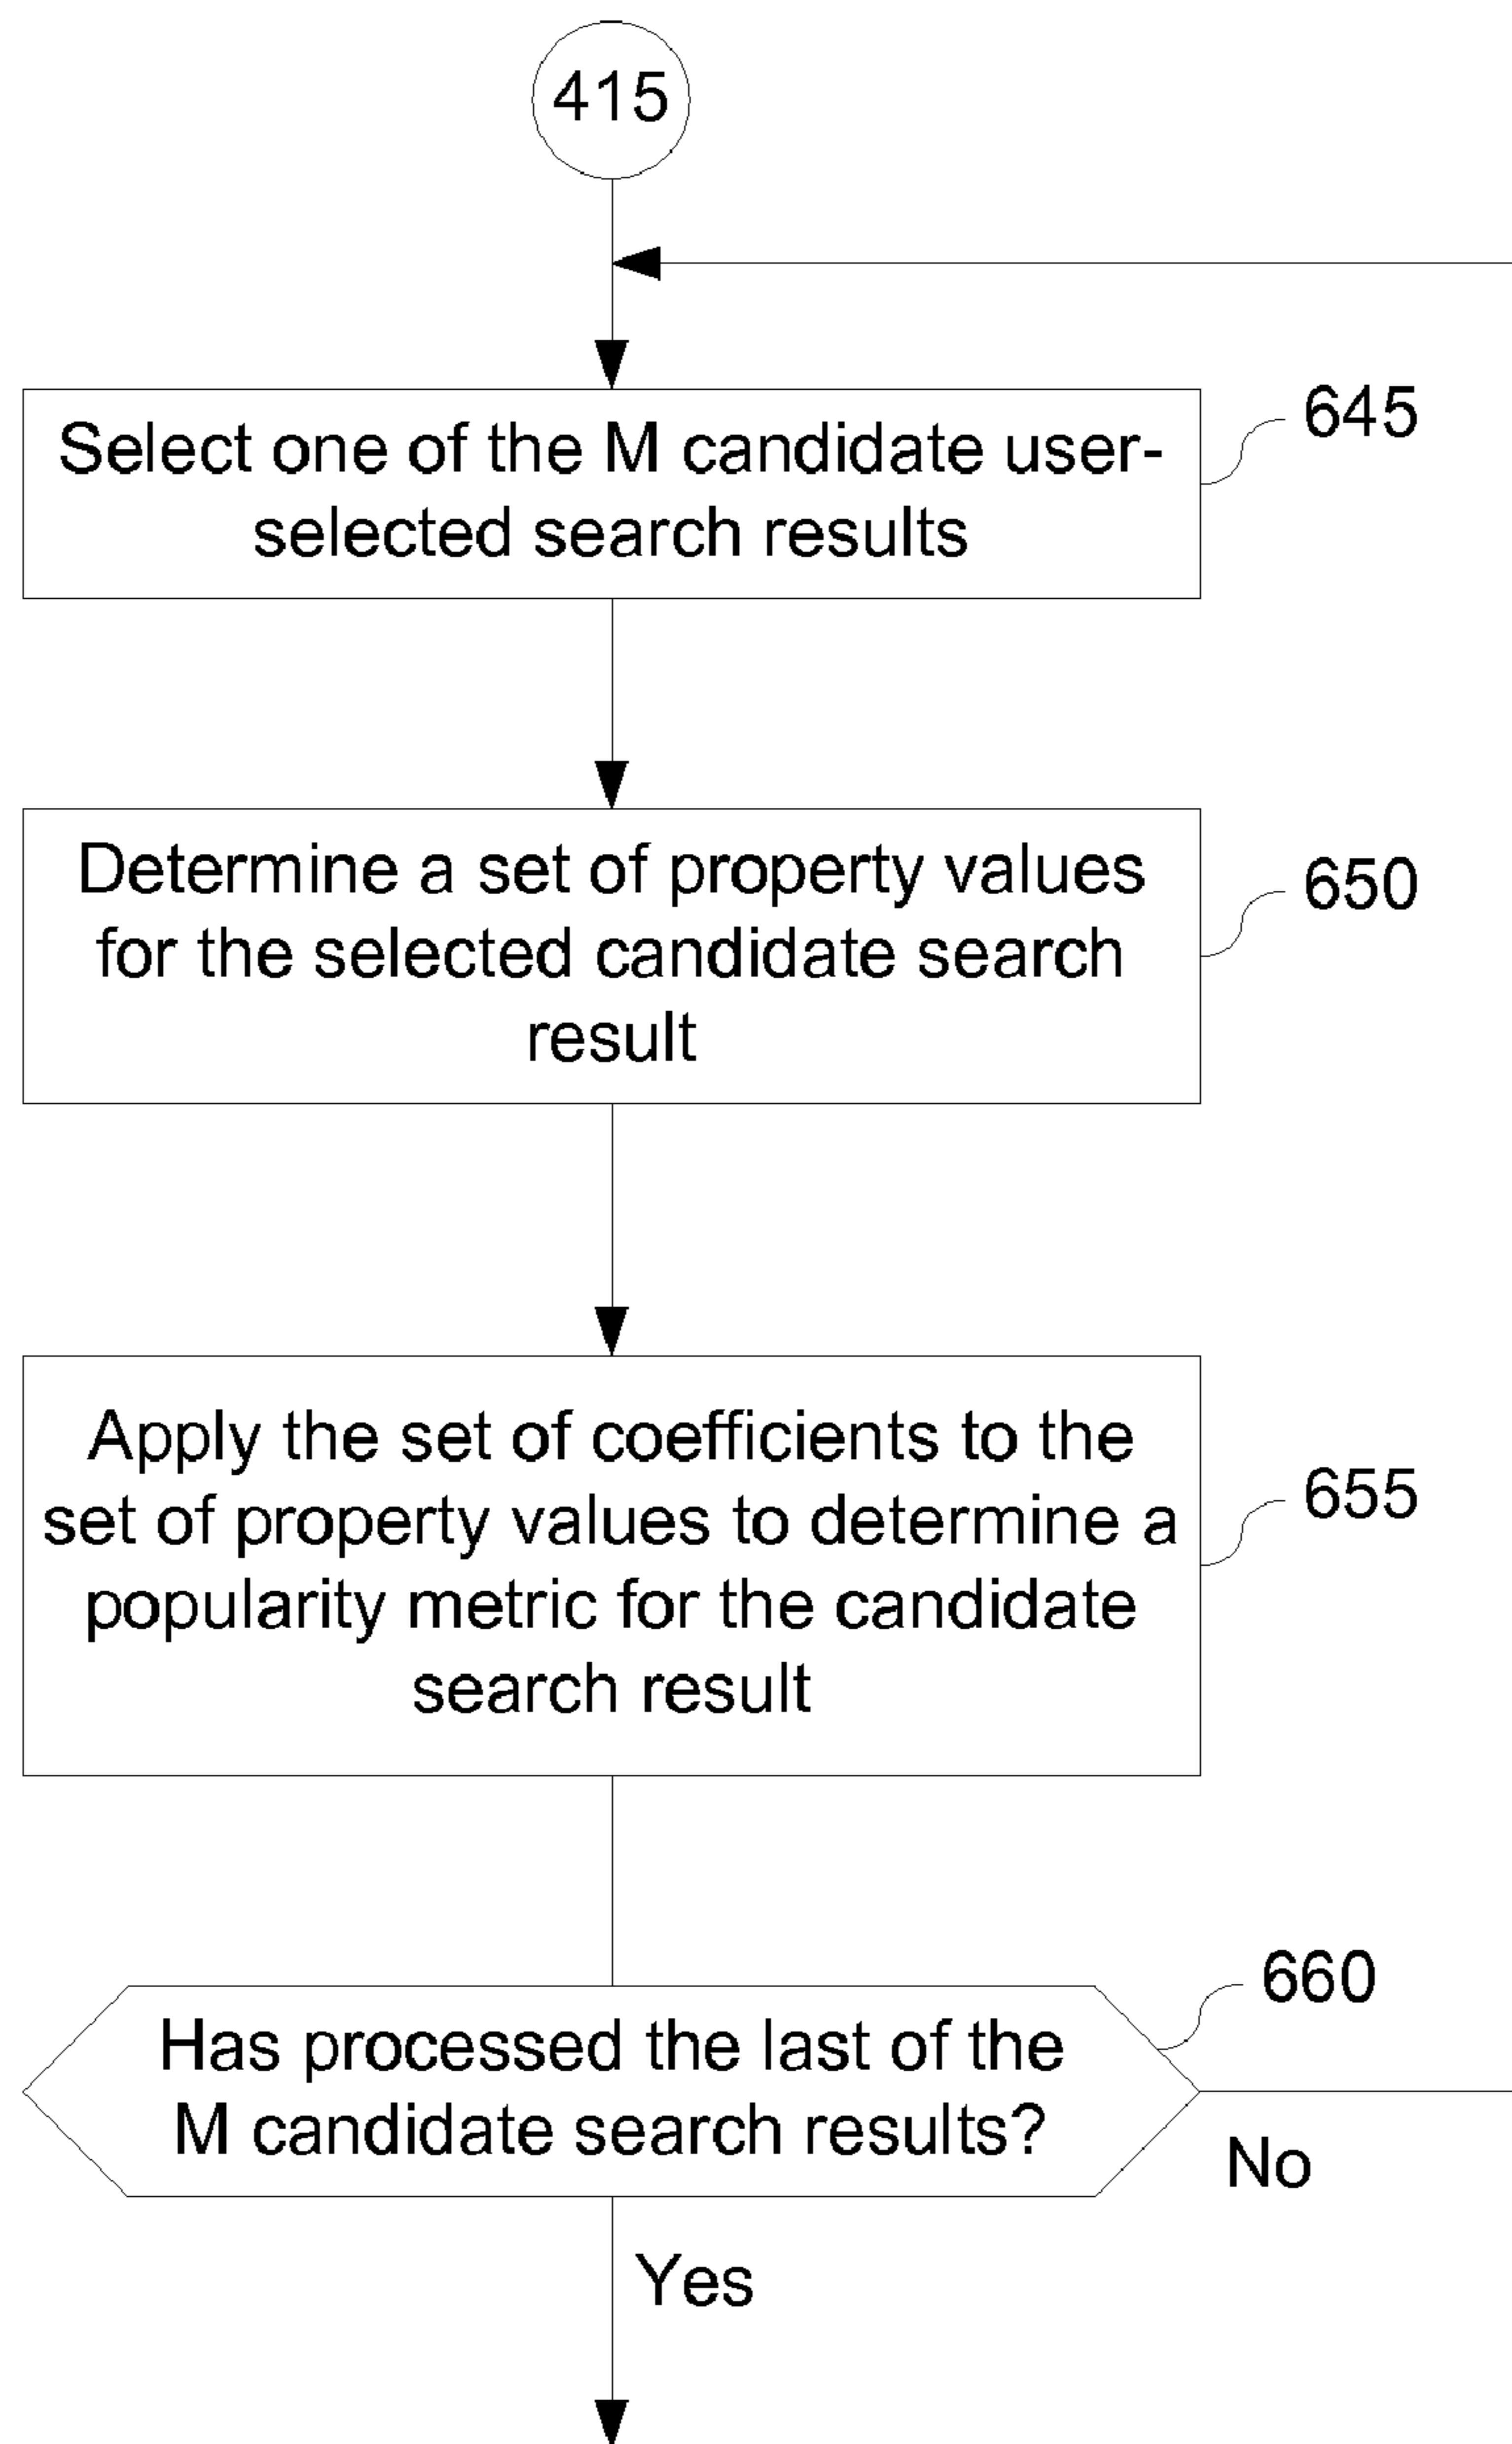 415
Select one of the M candidate user-
selected search results
645
Determine a set of property values
for the selected candidate search
result
650
Apply the set of coefficients to the
set of property values to determine a
popularity metric for the candidate
search result
655
Has processed the last of the
M candidate search results?
660
No
Yes